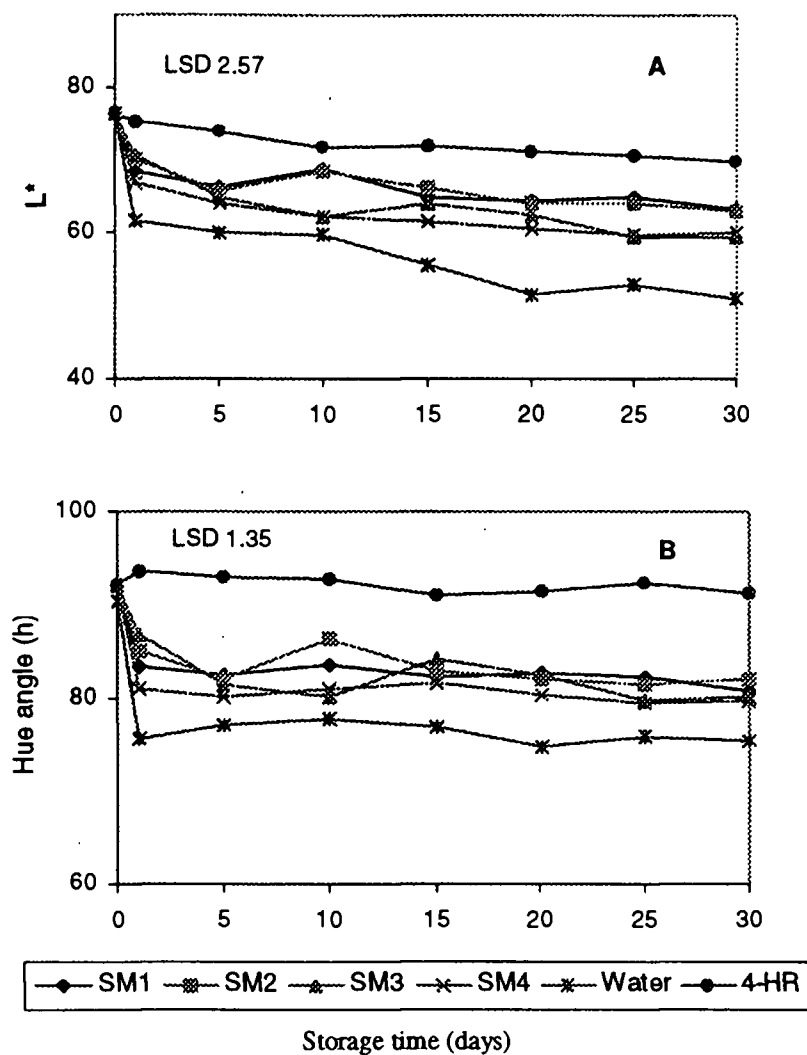 LSD 2.57
A
80
L*
60
40
0 5 10 15 20 25 30
100
LSD 1.35
B
Hue angle (h)
80
60
0 5 10 15 20 25 30
SM1 SM2 SM3 SM4 Water 4-HR
Storage time (days)